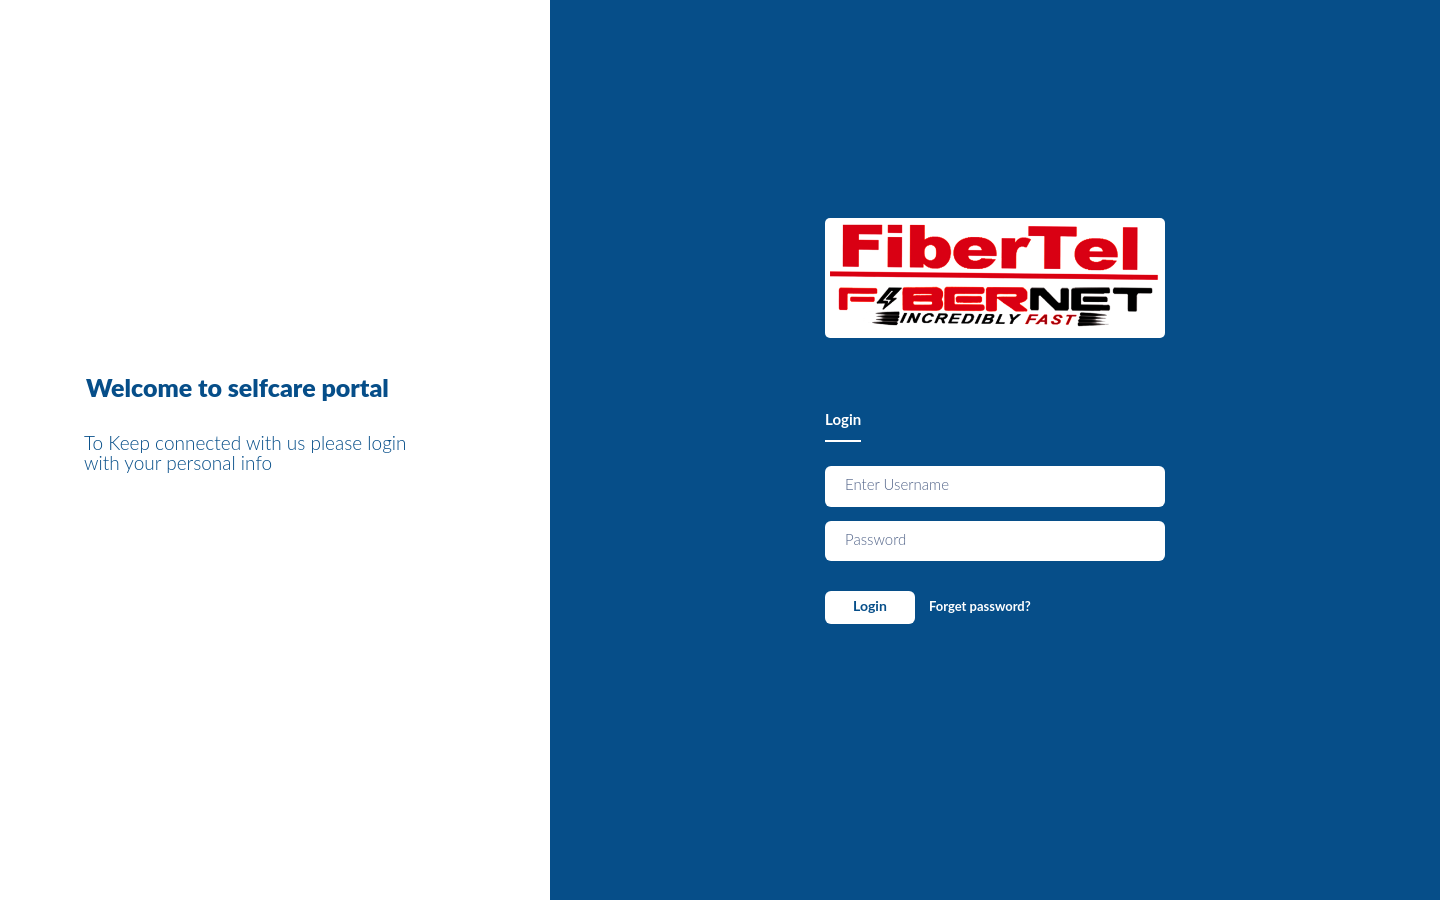 Welcome to selfcare portal
To Keep connected with us please login
with your personal info
FiberTel
FIBERNET
INCREDIBLY FAST
Login
Enter Username
Password
Login Forget password?